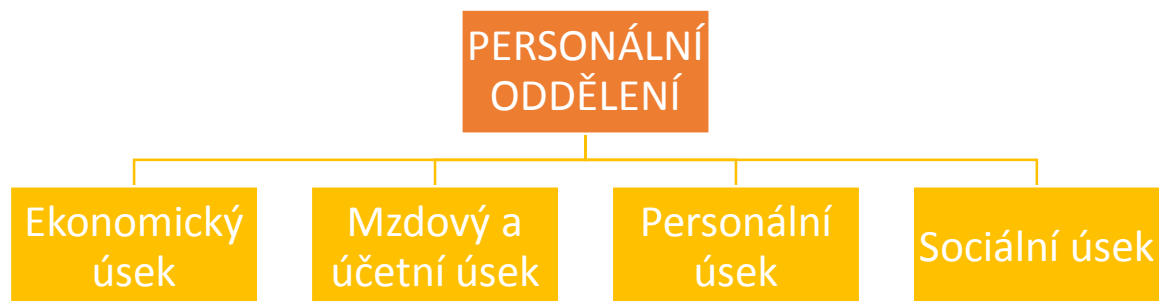 PERSONÁLNÍ
ODDĚLENÍ
Ekonomický
úsek
Mzdový a
účetní úsek
Personální
úsek
Sociální úsek